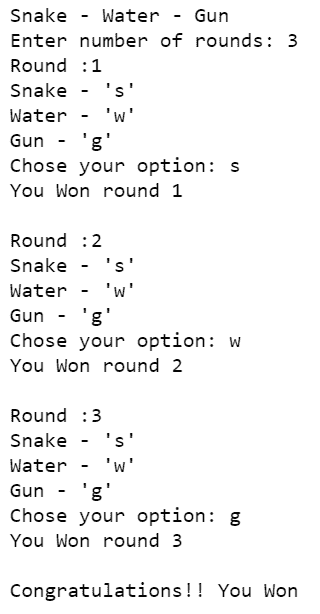 Snake - Water - Gun
Enter number of rounds: 3
Round :1
Snake - 's'
Water - 'w'
Gun - 'g'
Chose your option: s
You Won round 1

Round :2
Snake - 's'
Water - 'w'
Gun - 'g'
Chose your option: w
You Won round 2

Round :3
Snake - 's'
Water - 'w'
Gun - 'g'
Chose your option: g
You Won round 3

Congratulations!! You Won